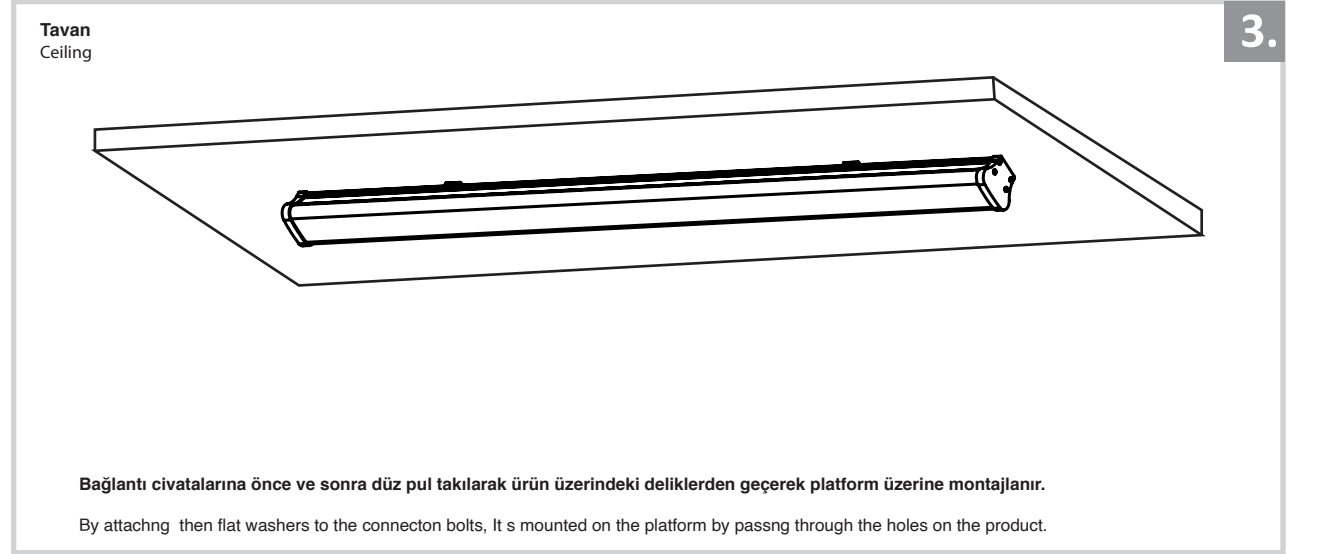 Tavan
Ceiling
3.
Bağlantı civatalarına önce ve sonra düz pul takılarak ürün üzerindeki deliklerden geçerek platform üzerine montajlanır.
By attachng  then flat washers to the connecton bolts, It s mounted on the platform by passng through the holes on the product.